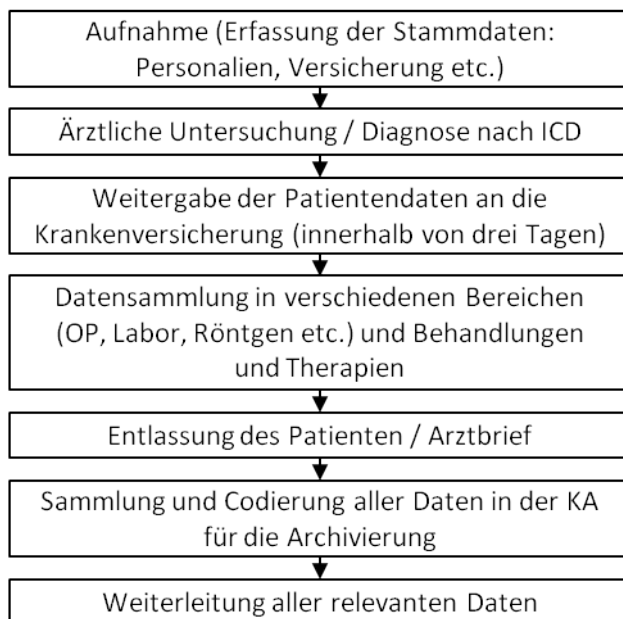 Aufnahme (Erfassung der Stammdaten:
Personalien, Versicherung etc.)
Ärztliche Untersuchung / Diagnose nach ICD
Weitergabe der Patientendaten an die
Krankenversicherung (innerhalb von drei Tagen)
Datensammlung in verschiedenen Bereichen
(OP, Labor, Röntgen etc.) und Behandlungen
und Therapien
Entlassung des Patienten / Arztbrief
Sammlung und Codierung aller Daten in der KA
für die Archivierung
Weiterleitung aller relevanten Daten